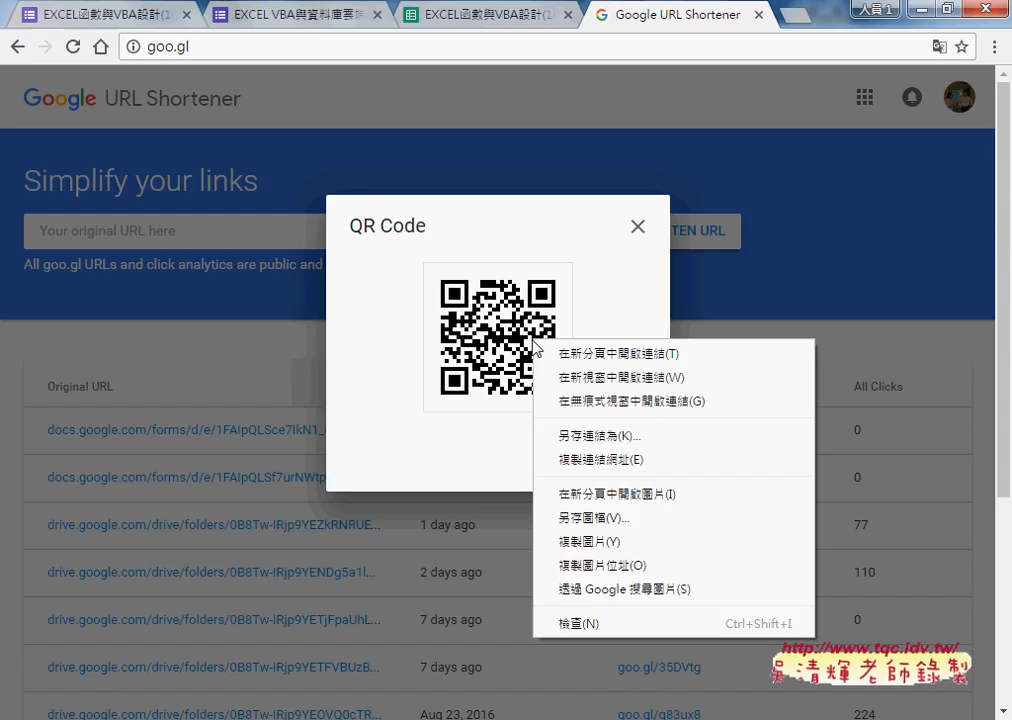 EXCEL函數與VBA設計(1(
EXCEL VBA與資料庫雲端
EXCEL函數與VBA設計(1(
Google URL Shortener
人員 1
goo.gl
Google URL Shortener
Simplify your links
Your original URL here
TEN URL
All goo.gl URLs and click analytics are public and
QR Code
Original URL
All Clicks
docs.google.com/forms/d/e/1FAIpQLSce7IkN1_
0
docs.google.com/forms/d/e/1FAIpQLSf7urNWtp
0
drive.google.com/drive/folders/0B8Tw-IRjp9YEZkRNRUE...
1 day ago
77
drive.google.com/drive/folders/0B8Tw-IRjp9YENDg5a1l...
2 days ago
110
drive.google.com/drive/folders/0B8Tw-IRjp9YETjFpaUhL...
7 days ago
0
drive.google.com/drive/folders/0B8Tw-IRjp9YETFVBUzB...
7 days ago
goo.gl/35DVtg
drive.google.com/drive/folders/0B8Tw-IRjp9YEOVQ0cTR...
Aug 23, 2016
goo.gl/g83ux8
224
在新分頁中開啟連結(T)
在新視窗中開啟連結(W)
在無痕式視窗中開啟連結(G)
另存連結為(K)...
複製連結網址(E)
在新分頁中開啟圖片(I)
另存圖檔(V)...
複製圖片(Y)
複製圖片位址(O)
透過 Google 搜尋圖片(S)
檢查(N)
Ctrl+Shift+I
http://www.tqc.idv.tw/
吳清輝老師錄製